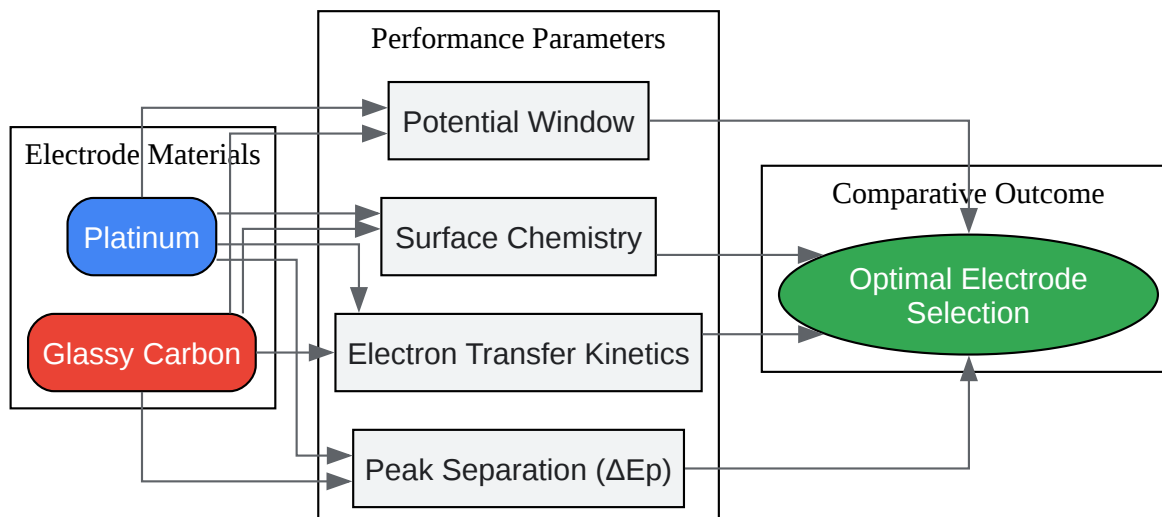 Electrode Materials
Platinum
Glassy Carbon
Performance Parameters
Potential Window
Surface Chemistry
Electron Transfer Kinetics
Peak Separation (ΔEp)
Comparative Outcome
Optimal Electrode
Selection